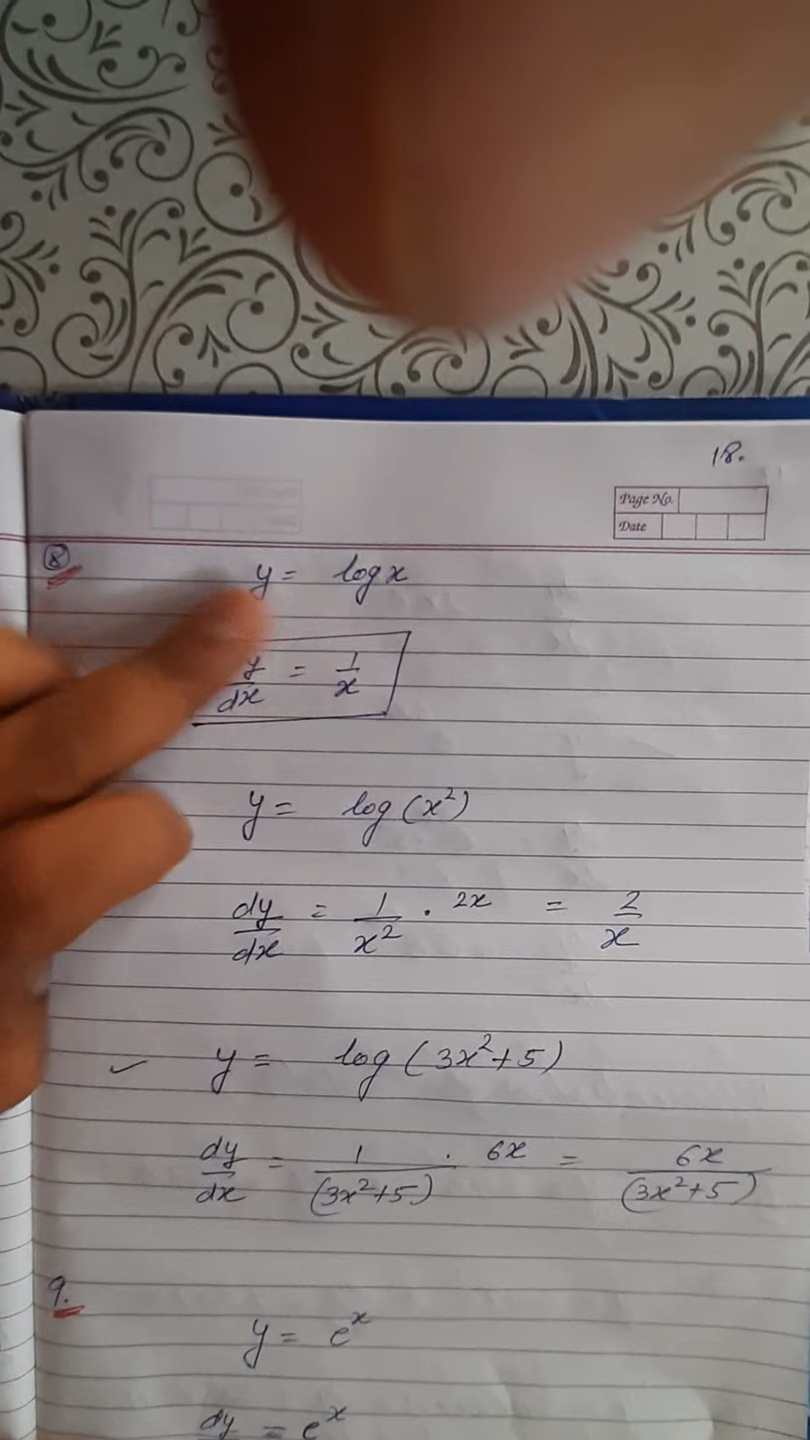 18.
Page No.
Date
8
y = log x
y/dx = 1/x
y = log (x²)
dy/dx = 1/x² . 2x = 2/x
✓ y = log (3x²+5)
dy/dx = 1/(3x²+5) . 6x = 6x/(3x²+5)
9.
y = eˣ
dy = eˣ